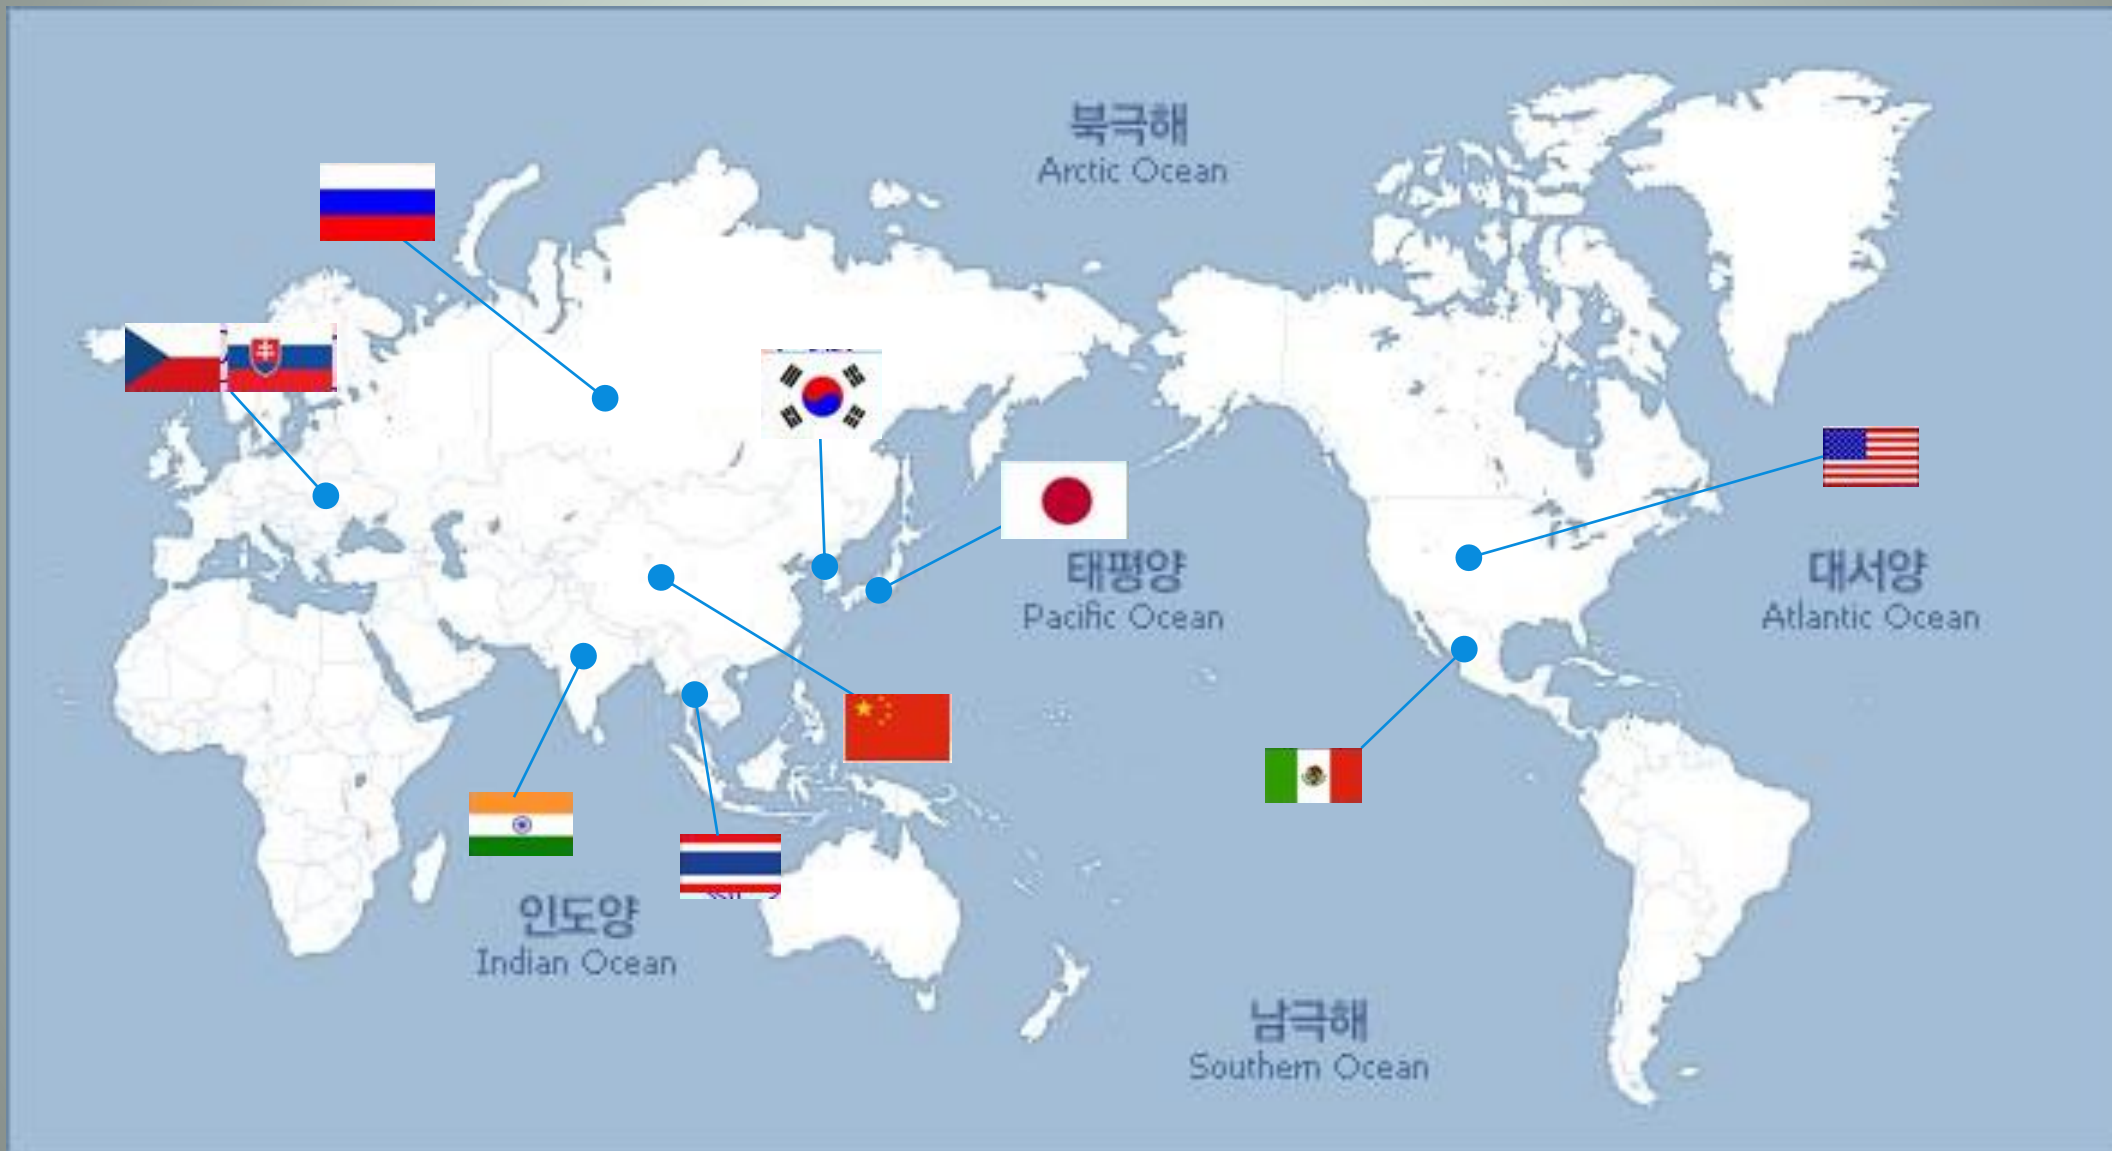 북극해
Arctic Ocean
태평양
Pacific Ocean
대서양
Atlantic Ocean
인도양
Indian Ocean
남극해
Southern Ocean